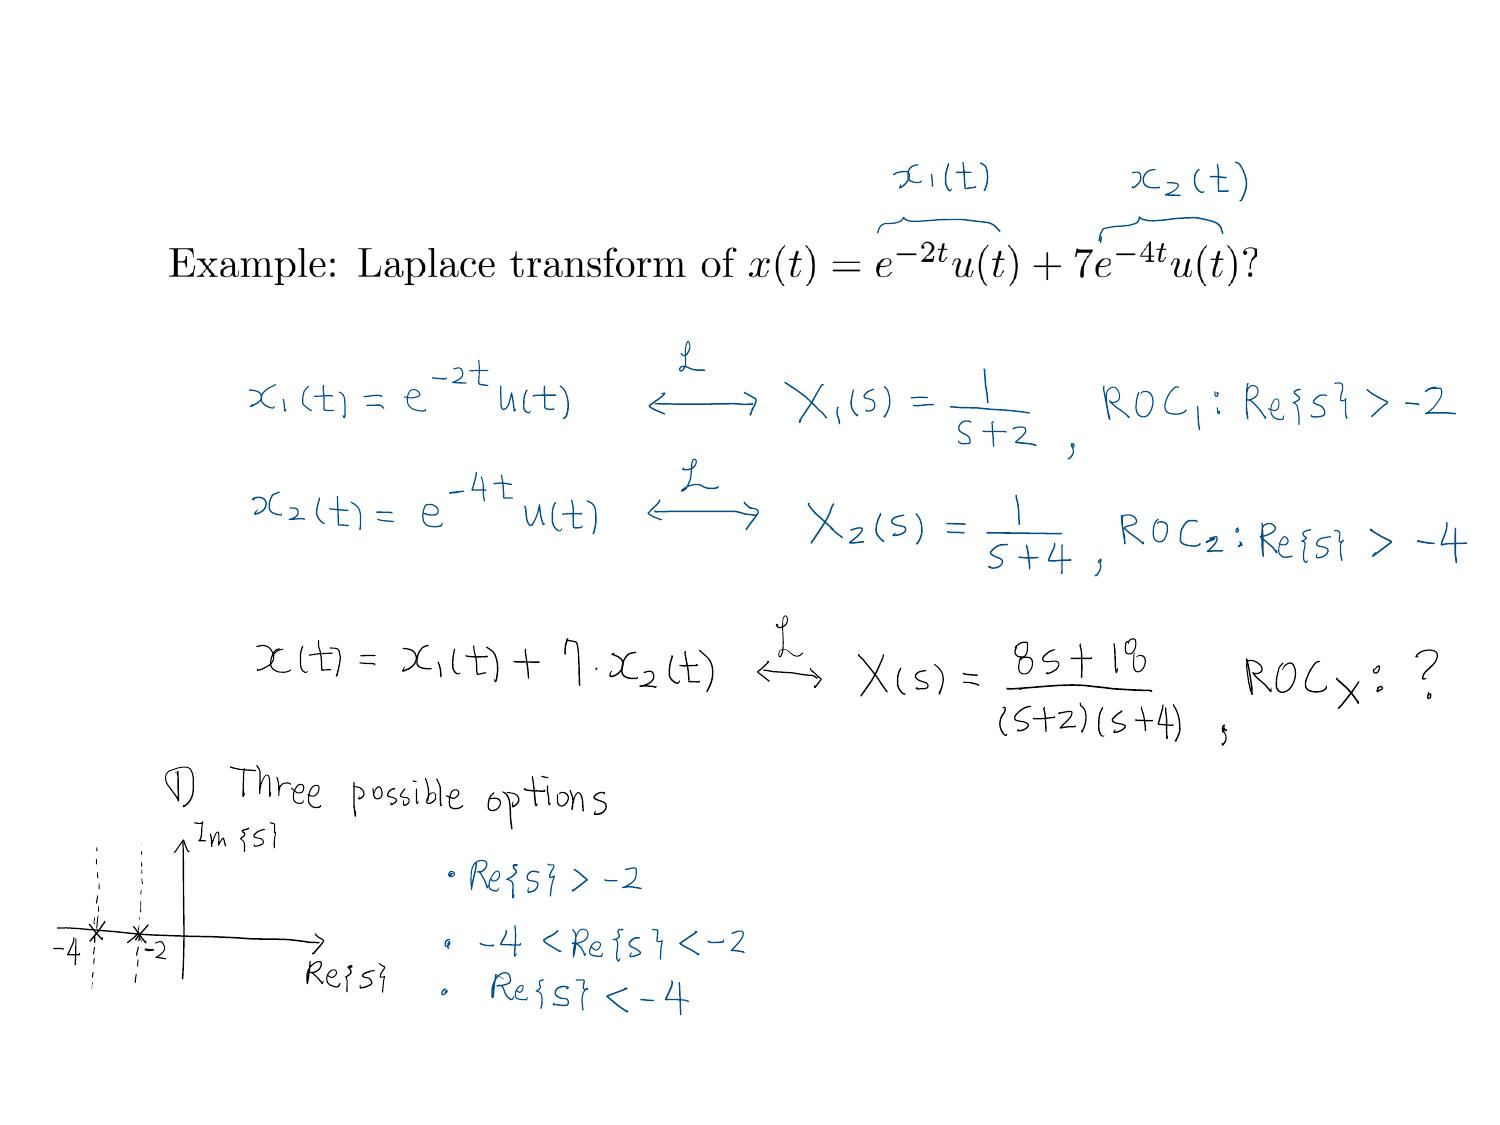 x₁(t) x₂(t)
Example: Laplace transform of x(t) = e^{−2t}u(t) + 7e^{−4t}u(t)?
x₁(t) = e^{-2t} u(t) ⟷^ℒ X₁(s) = 1/(s+2) , ROC₁: Re{s} > -2
x₂(t) = e^{-4t} u(t) ⟷^ℒ X₂(s) = 1/(s+4) , ROC₂: Re{s} > -4
x(t) = x₁(t) + 7·x₂(t) ⟷^ℒ X(s) = (8s+18)/((s+2)(s+4)) , ROC_X: ?
① Three possible options
Im{s}
• Re{s} > -2
-4 -2
• -4 < Re{s} < -2
Re{s}
• Re{s} < -4